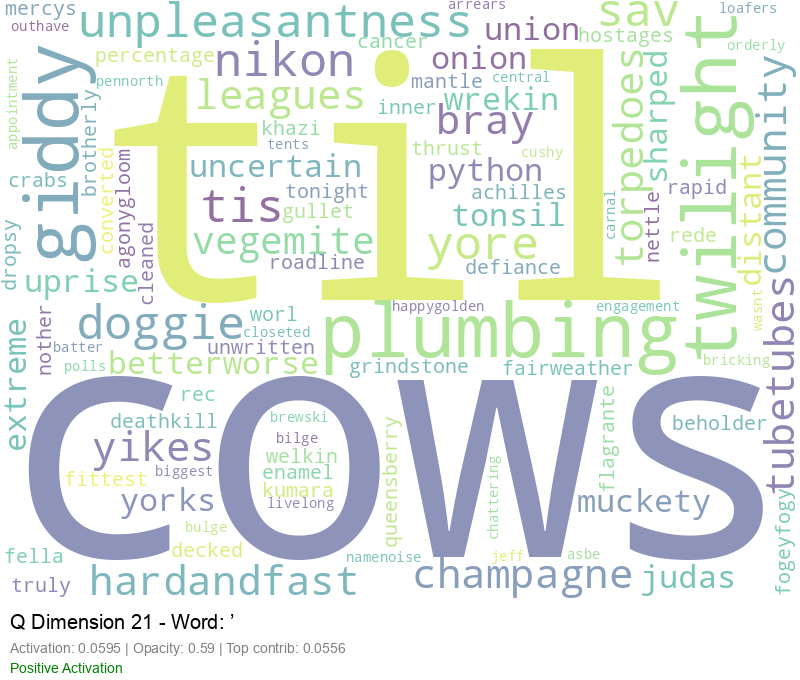 mercys
outhave
unpleasantness
arrears
sav
loafers
union
hostages
orderly
cancer
percentage
nikon
onion
til
giddy
appointment
pennorth
mantle
central
leagues
inner
wrekin
brotherly
khazi
bray
thrust
cushy
tents
sharped
twilight
community
uncertain
python
torpedoes
crabs
converted
agonygloom
tonight
achilles
rapid
tis
gullet
tonsil
carnal
nettle
distant
rede
vegemite
yore
dropsy
cleaned
roadline
defiance
uprise
happygolden
engagement
wasnt
doggie
worl
plumbing
closeted
nother
batter
unwritten
extreme
polls
betterworse
grindstone
fairweather
bricking
tubetubes
cows
rec
deathkill
brewski
queensberry
flagrante
beholder
yikes
bilge
welkin
fittest
biggest
enamel
chattering
yorks
kumara
livelong
muckety
bulge
fogeyfogy
decked
fella
namenoise
jeff
asbe
truly
hardandfast
champagne
judas
Q Dimension 21 - Word: ’
Activation: 0.0595 | Opacity: 0.59 | Top contrib: 0.0556
Positive Activation